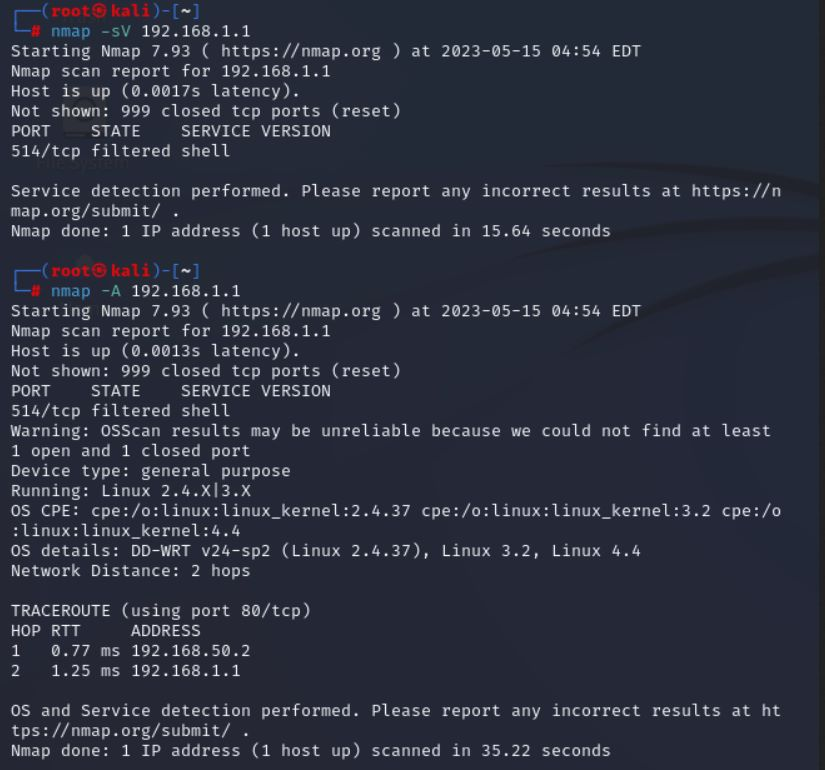 ┌──(root㉿kali)-[~]
└─# nmap -sV 192.168.1.1
Starting Nmap 7.93 ( https://nmap.org ) at 2023-05-15 04:54 EDT
Nmap scan report for 192.168.1.1
Host is up (0.0017s latency).
Not shown: 999 closed tcp ports (reset)
PORT    STATE    SERVICE VERSION
514/tcp filtered shell

Service detection performed. Please report any incorrect results at https://n
map.org/submit/ .
Nmap done: 1 IP address (1 host up) scanned in 15.64 seconds

┌──(root㉿kali)-[~]
└─# nmap -A 192.168.1.1
Starting Nmap 7.93 ( https://nmap.org ) at 2023-05-15 04:54 EDT
Nmap scan report for 192.168.1.1
Host is up (0.0013s latency).
Not shown: 999 closed tcp ports (reset)
PORT    STATE    SERVICE VERSION
514/tcp filtered shell
Warning: OSScan results may be unreliable because we could not find at least
1 open and 1 closed port
Device type: general purpose
Running: Linux 2.4.X|3.X
OS CPE: cpe:/o:linux:linux_kernel:2.4.37 cpe:/o:linux:linux_kernel:3.2 cpe:/o
:linux:linux_kernel:4.4
OS details: DD-WRT v24-sp2 (Linux 2.4.37), Linux 3.2, Linux 4.4
Network Distance: 2 hops

TRACEROUTE (using port 80/tcp)
HOP RTT     ADDRESS
1   0.77 ms 192.168.50.2
2   1.25 ms 192.168.1.1

OS and Service detection performed. Please report any incorrect results at ht
tps://nmap.org/submit/ .
Nmap done: 1 IP address (1 host up) scanned in 35.22 seconds